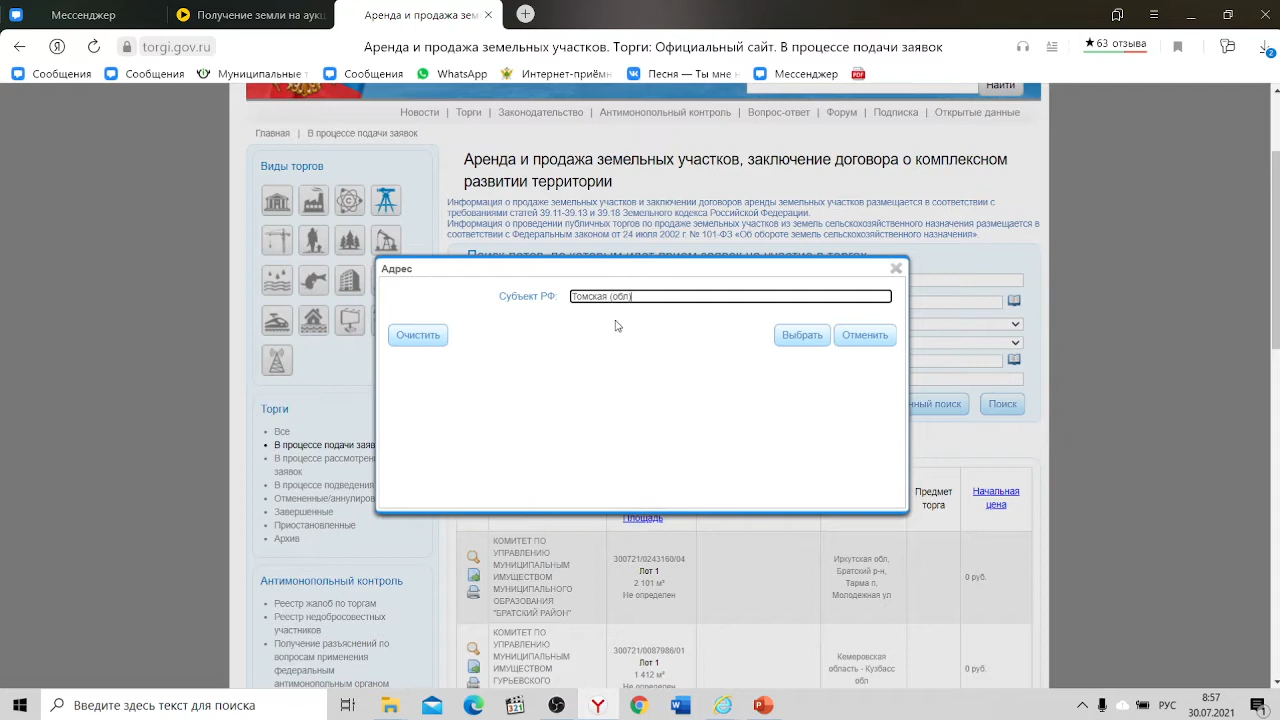 Мессенджер
Получение земли на аук
Аренда и продажа зем
torgi.gov.ru
Аренда и продажа земельных участков. Торги: Официальный сайт. В процессе подачи заявок
★63 отзыва
2
Сообщения
Сообщения
Муниципальные
Сообщения
WhatsApp
Интернет-приёмн
Песня — Ты мне
Мессенджер
PDF
Найти
Новости | Торги | Законодательство | Антимонопольный контроль | Вопрос-ответ | Форум | Подписка | Открытые данные
Главная | В процессе подачи заявок
Виды торгов
Аренда и продажа земельных участков, заключение договора о комплексном
развитии территории
Информация о продаже земельных участков и заключении договоров аренды земельных участков размещается в соответствии с
требованиями статей 39.11-39.13 и 39.18 Земельного кодекса Российской Федерации.
Информация о проведении публичных торгов по продаже земельных участков из земель сельскохозяйственного назначения размещается в
соответствии с Федеральным законом от 24 июля 2002 г. № 101-ФЗ «Об обороте земель сельскохозяйственного назначения».
Адрес
Субъект РФ:
Томская (обл)
Очистить
Выбрать
Отменить
нный поиск
Поиск
Торги
Все
В процессе подачи заяв
В процессе рассмотрен
заявок
В процессе подведения
Отмененные/аннулиров
Завершенные
Приостановленные
Архив
Площадь
Предмет
торга
Начальная
цена
КОМИТЕТ ПО
УПРАВЛЕНИЮ
МУНИЦИПАЛЬНЫМ
ИМУЩЕСТВОМ
МУНИЦИПАЛЬНОГО
ОБРАЗОВАНИЯ
"БРАТСКИЙ РАЙОН"
300721/0243160/04
Лот 1
2 101 м²
Не определен
Иркутская обл,
Братский р-н,
Тарма п,
Молодежная ул
0 руб.
Антимонопольный контроль
Реестр жалоб по торгам
Реестр недобросовестных
участников
Получение разъяснений по
вопросам применения
федеральным
антимонопольным органом
КОМИТЕТ ПО
УПРАВЛЕНИЮ
МУНИЦИПАЛЬНЫМ
ИМУЩЕСТВОМ
ГУРЬЕВСКОГО
300721/0087986/01
Лот 1
1 412 м²
Не определен
Кемеровская
область - Кузбасс
обл
0 руб.
Введите здесь текст для поиска
321
РУС
8:57
30.07.2021
1